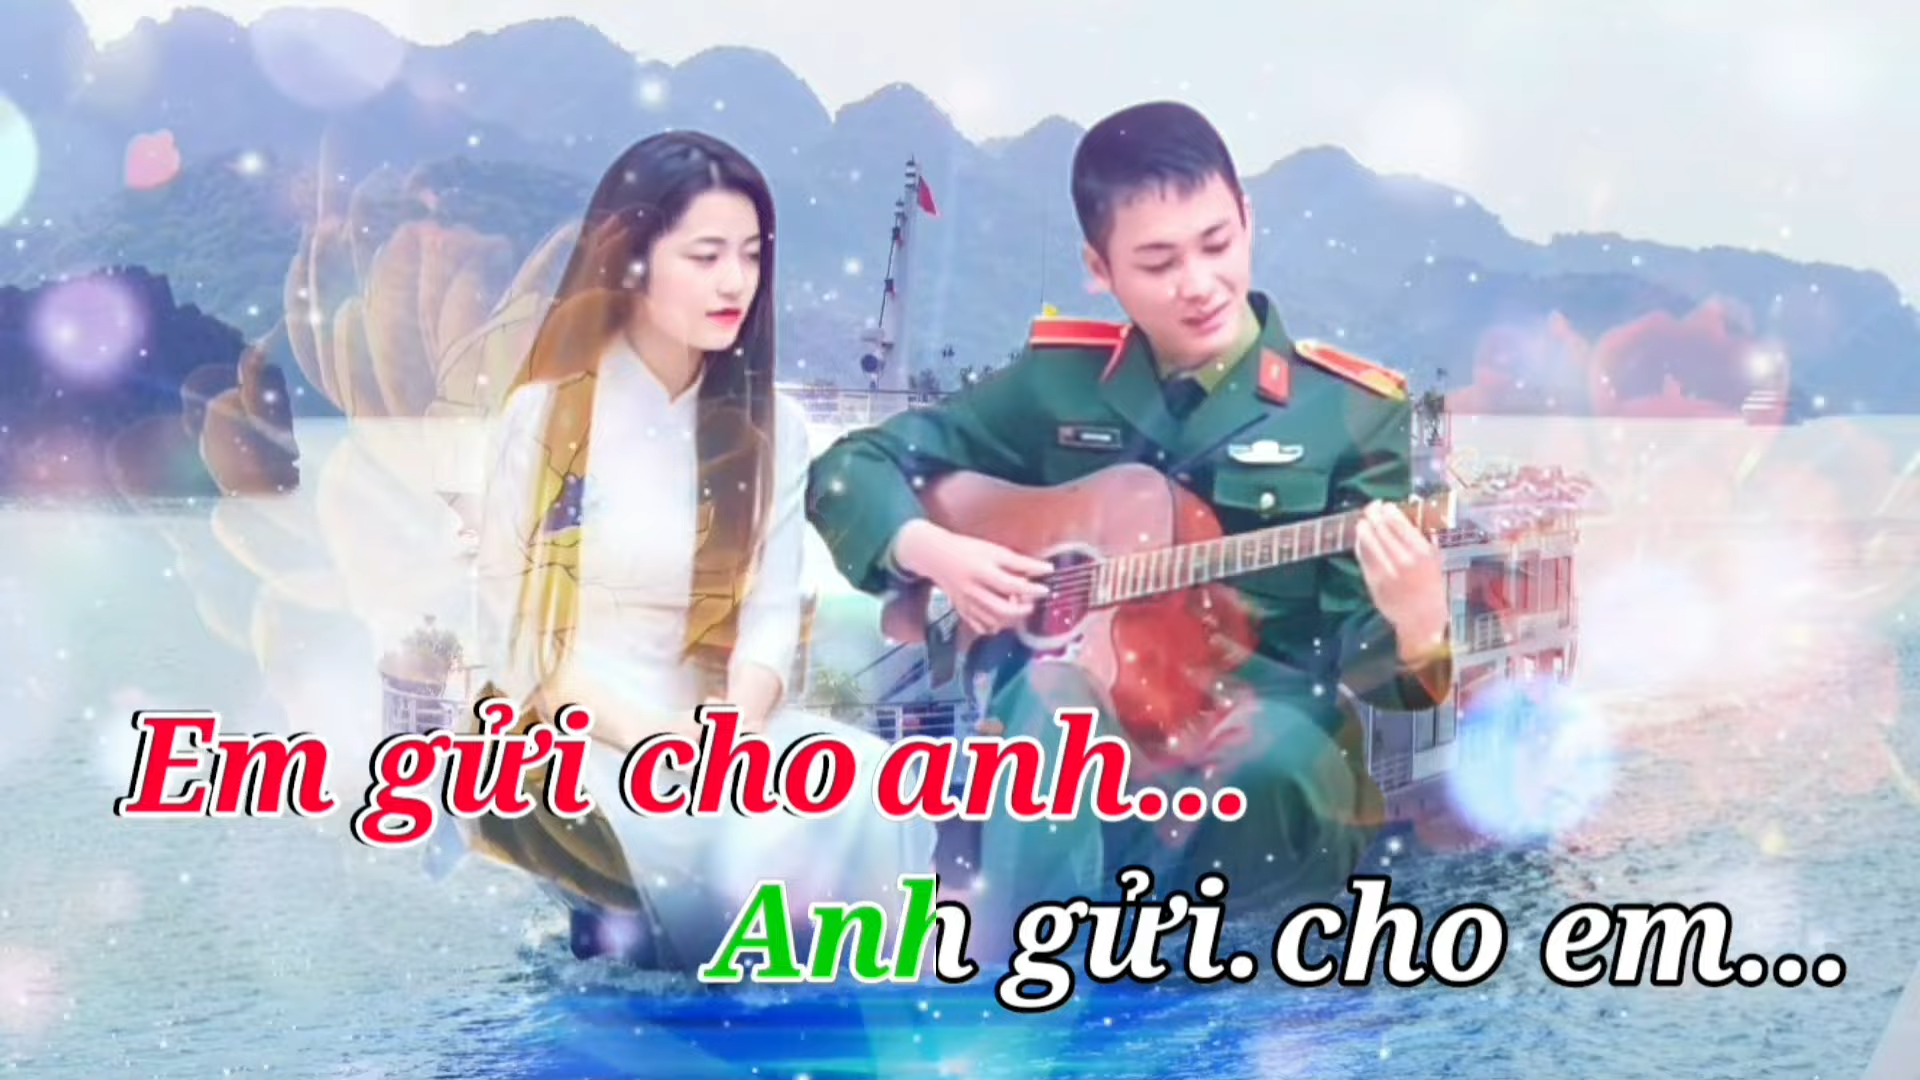 Em gửi cho anh...
Anh gửi. cho em...